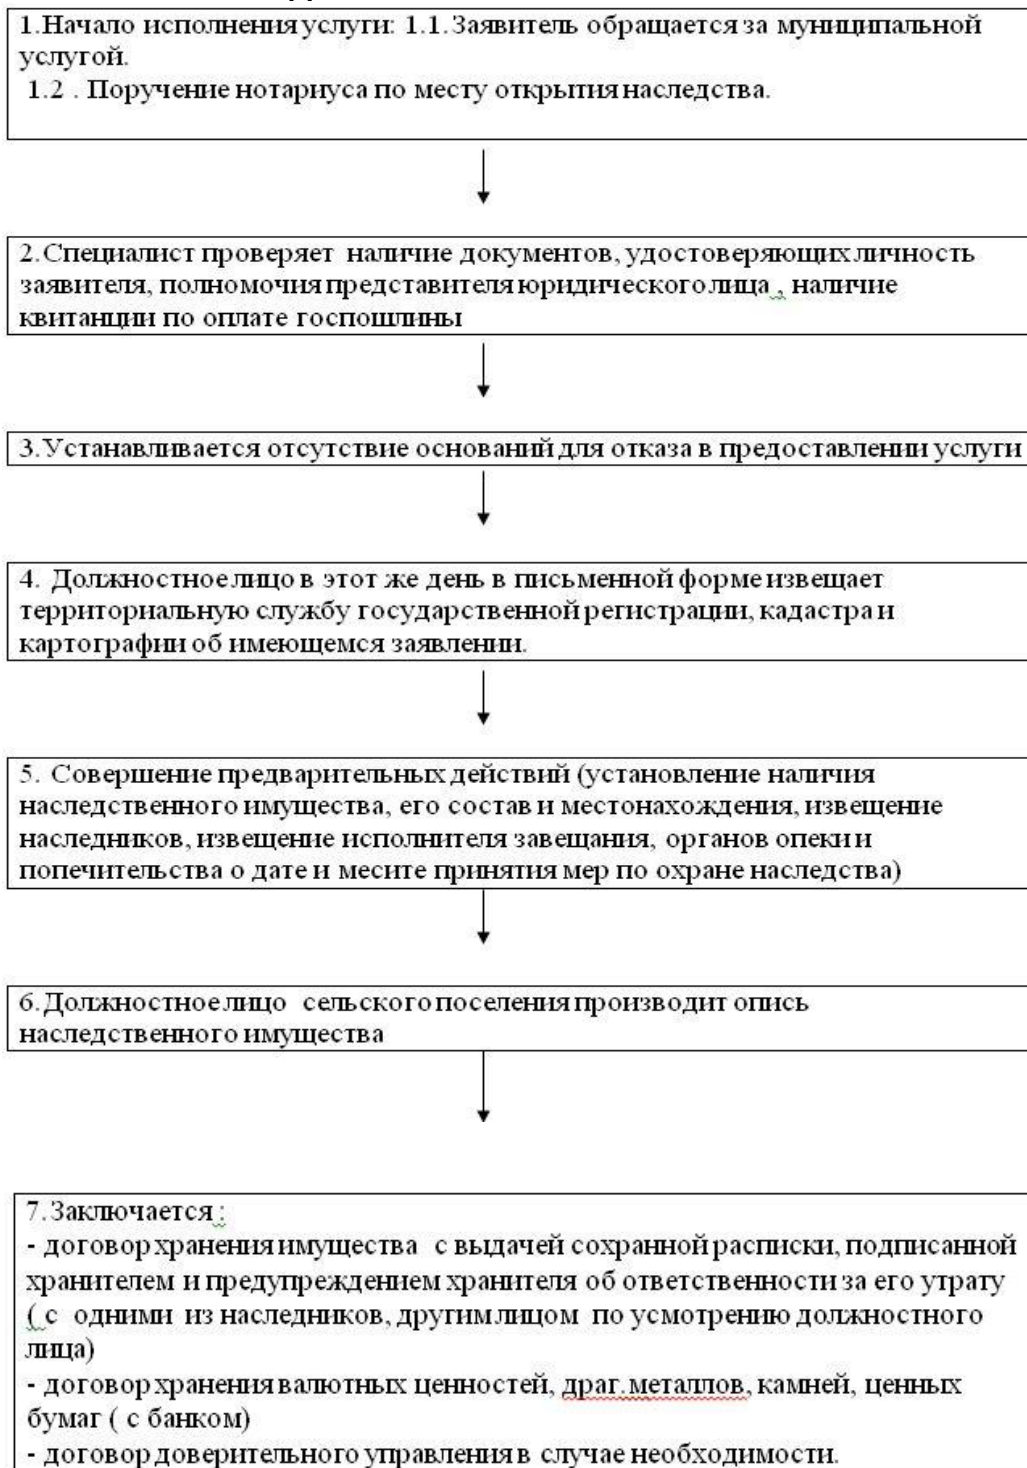 1.Начало исполнения услуги: 1.1.Заявитель обращается за муниципальной
услугой.
1.2 . Поручение нотариуса по месту открытия наследства.
2.Специалист проверяет наличие документов, удостоверяющих личность
заявителя, полномочия представителя юридического лица , наличие
квитанции по оплате госпошлины
3.Устанавливается отсутствие оснований для отказа в предоставлении услуги
4. Должностное лицо в этот же день в письменной форме извещает
территориальную службу государственной регистрации, кадастра и
картографии об имеющемся заявлении.
5. Совершение предварительных действий (установление наличия
наследственного имущества, его состав и местонахождения, извещение
наследников, извещение исполнителя завещания, органов опеки и
попечительства о дате и месите принятия мер по охране наследства)
6.Должностное лицо сельского поселения производит опись
наследственного имущества
7.Заключается :
- договор хранения имущества с выдачей сохранной расписки, подписанной
хранителем и предупреждением хранителя об ответственности за его утрату
( с одними из наследников, другим лицом по усмотрению должностного
лица)
- договор хранения валютных ценностей, драг.металлов, камней, ценных
бумаг ( с банком)
- договор доверительного управления в случае необходимости.